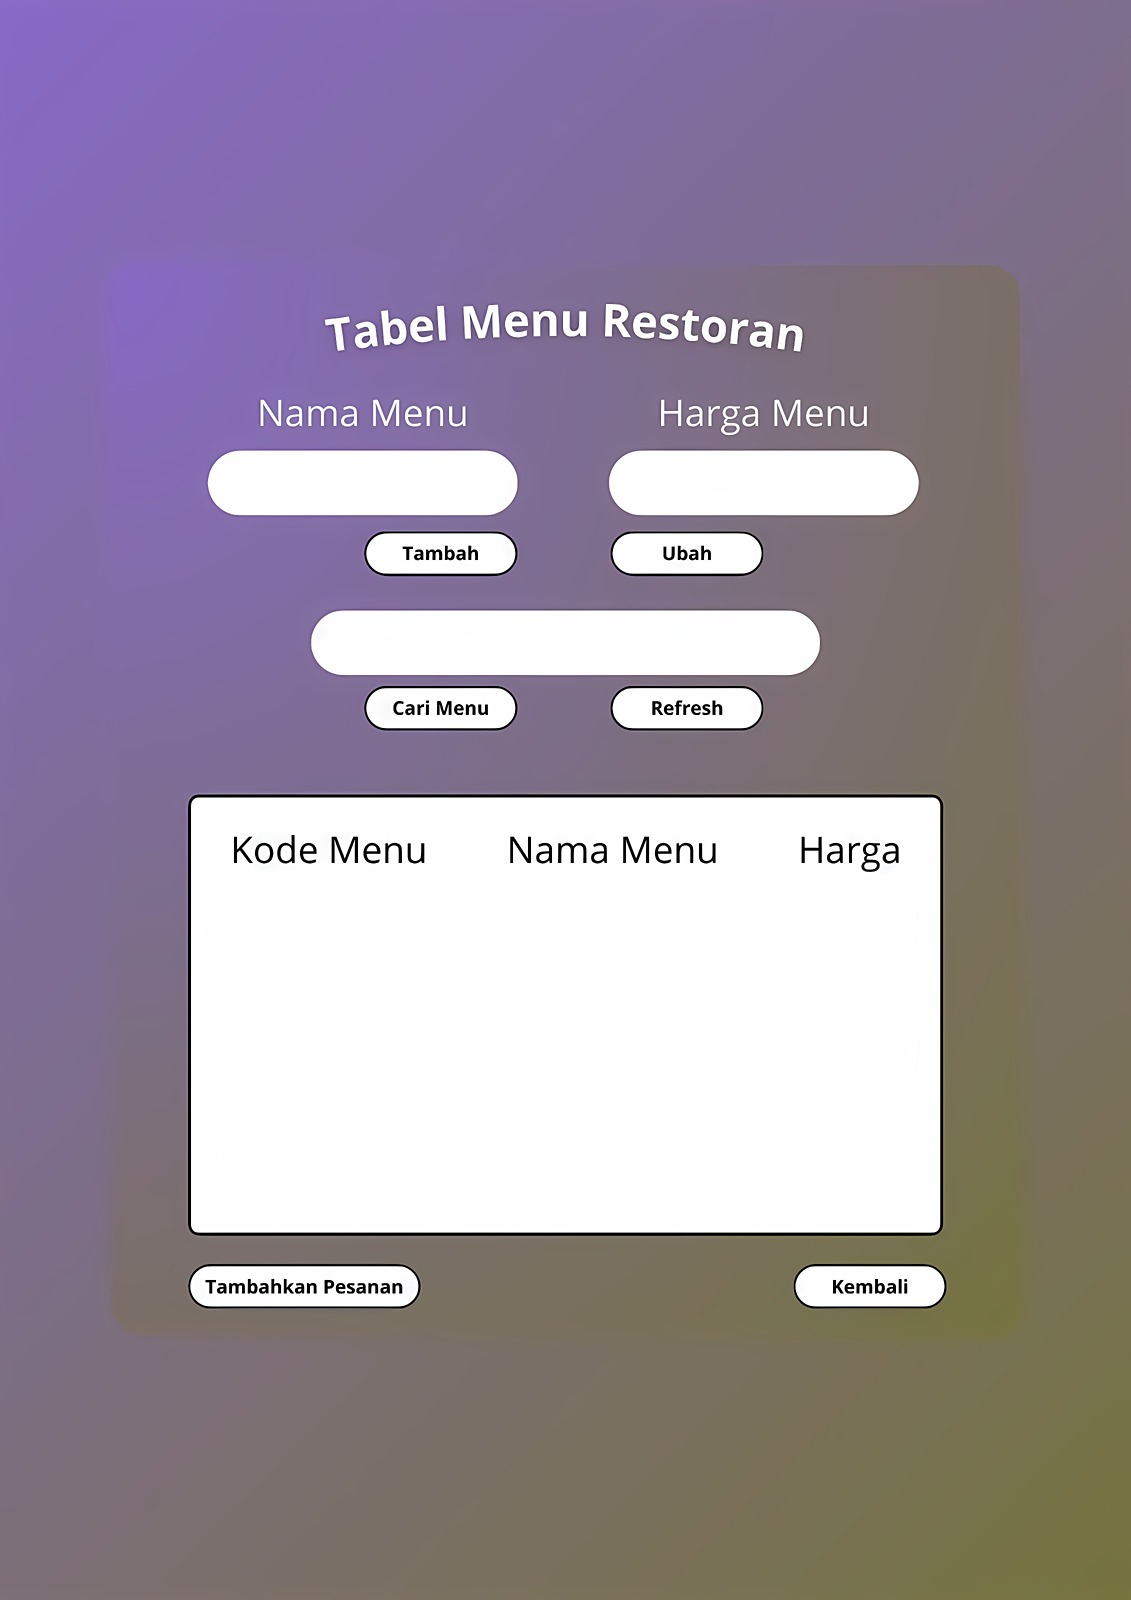 Tabel Menu Restoran
Nama Menu Harga Menu
Tambah Ubah
Cari Menu Refresh
Kode Menu Nama Menu Harga
Tambahkan Pesanan Kembali